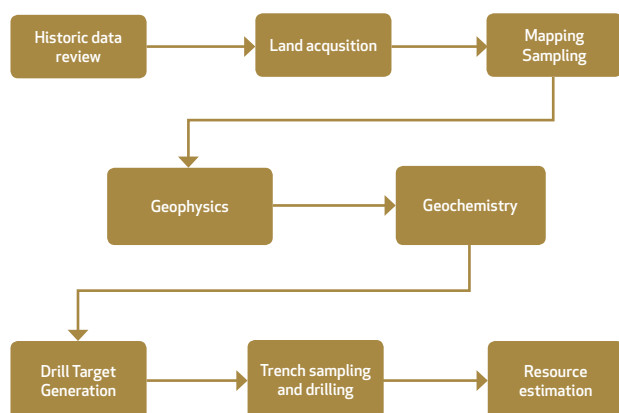 Historic data
review
Land acqusition
Mapping
Sampling
Geophysics
Geochemistry
Drill Target
Generation
Trench sampling
and drilling
Resource
estimation